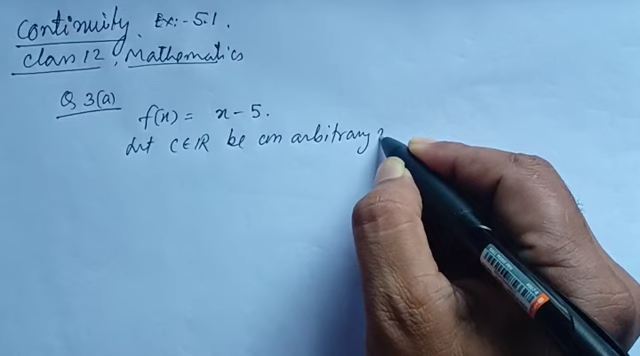 Continuity. Ex:- 5.1.
Class 12, Mathematics
Q 3(a)
f(x) = x - 5.
Let C ∈ R be an arbitrary